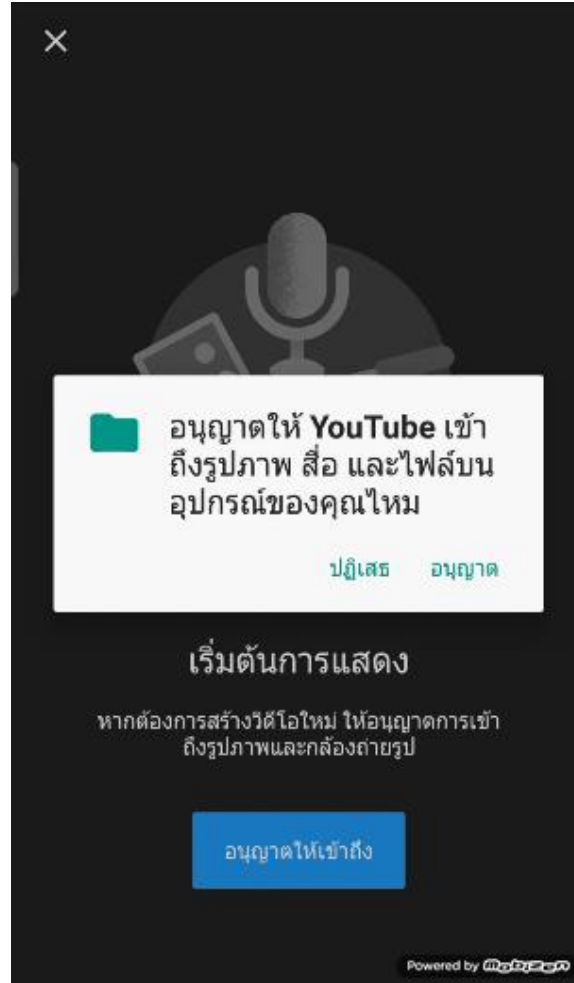 อนุญาตให้ YouTube เข้า
ถึงรูปภาพ สื่อ และไฟล์บน
อุปกรณ์ของคุณไหม
ปฏิเสธ อนุญาต
เริ่มต้นการแสดง
หากต้องการสร้างวิดีโอใหม่ ให้อนุญาตการเข้า
ถึงรูปภาพและกล้องถ่ายรูป
อนุญาตให้เข้าถึง
Powered by